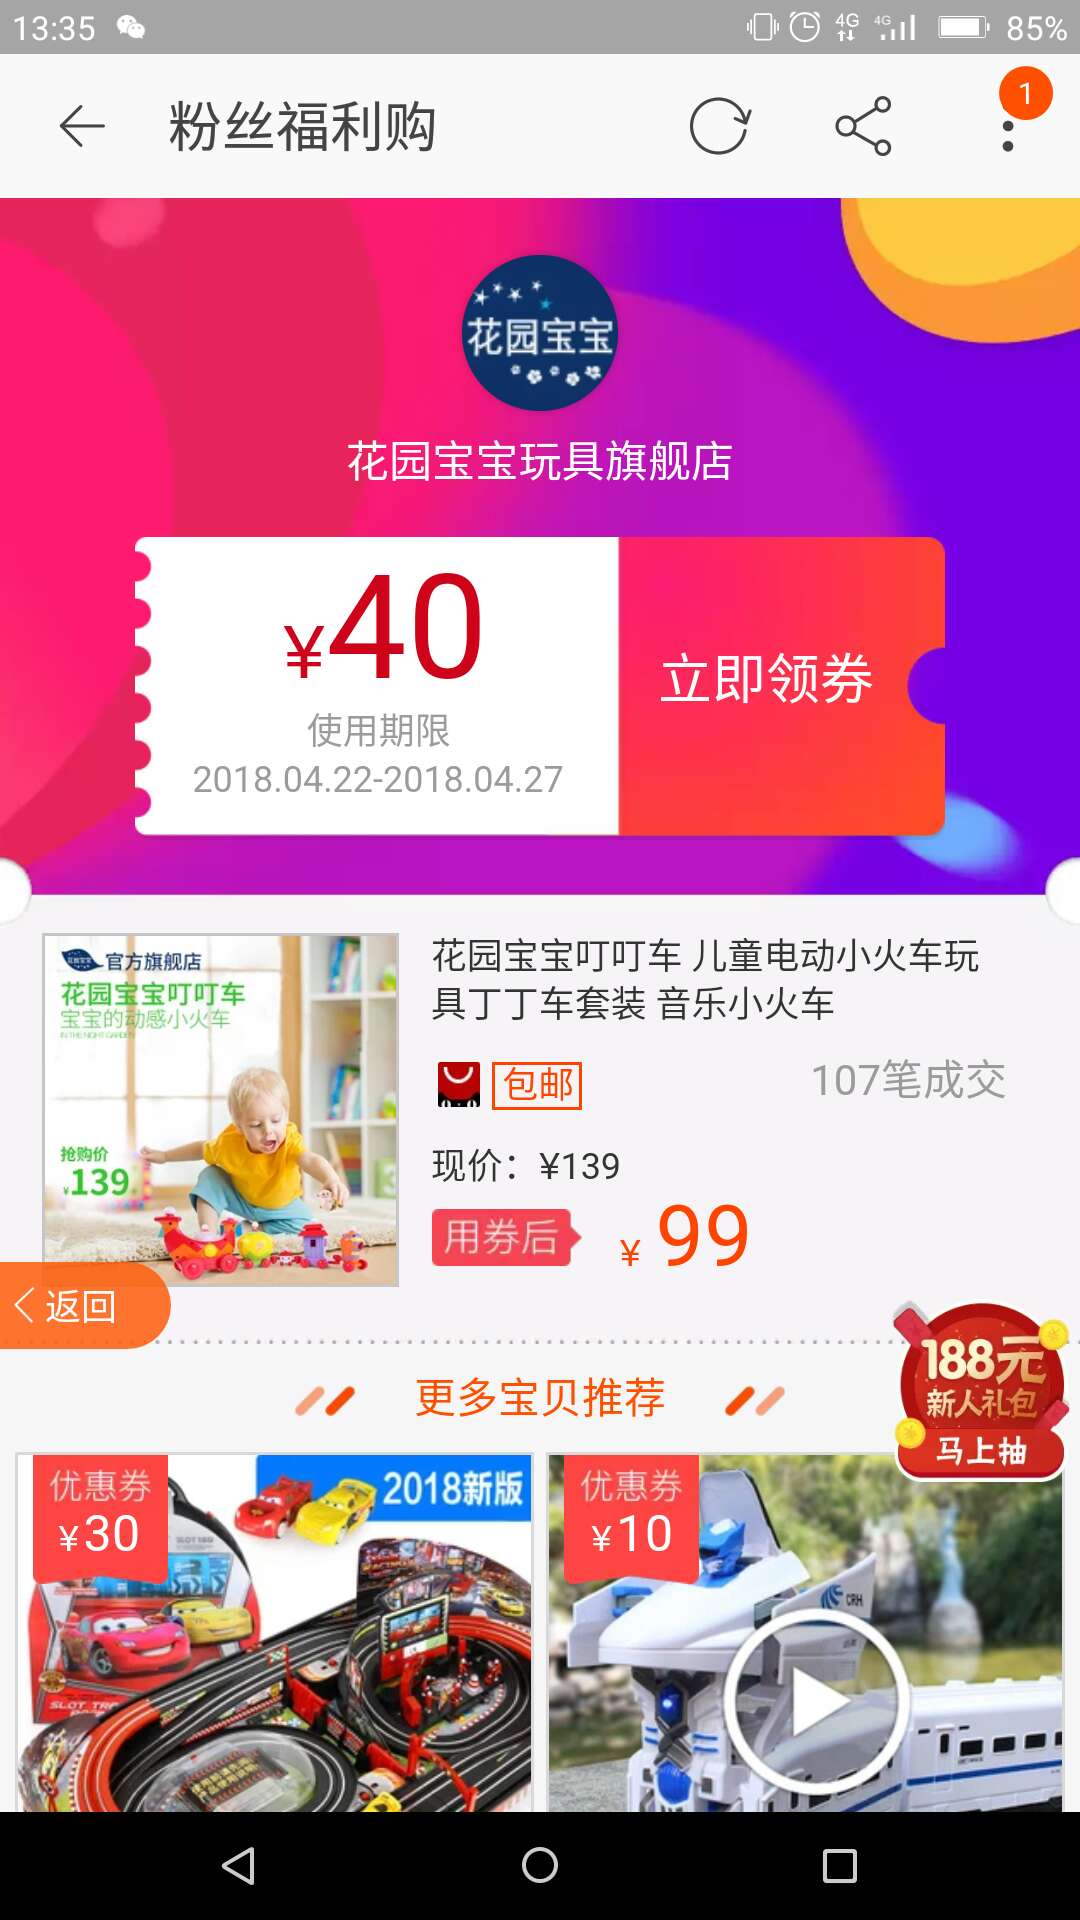 13:35
4G
4G
85%
粉丝福利购
1
花园宝宝
花园宝宝玩具旗舰店
¥40
使用期限
2018.04.22-2018.04.27
立即领券
官方旗舰店
花园宝宝叮叮车
宝宝的动感小火车
IN THE NIGHT GARDEN
抢购价
¥139
花园宝宝叮叮车 儿童电动小火车玩
具丁丁车套装 音乐小火车
包邮
107笔成交
现价：¥139
用券后
¥ 99
返回
更多宝贝推荐
188元
新人礼包
马上抽
优惠券
¥30
2018新版
优惠券
¥10
CRH